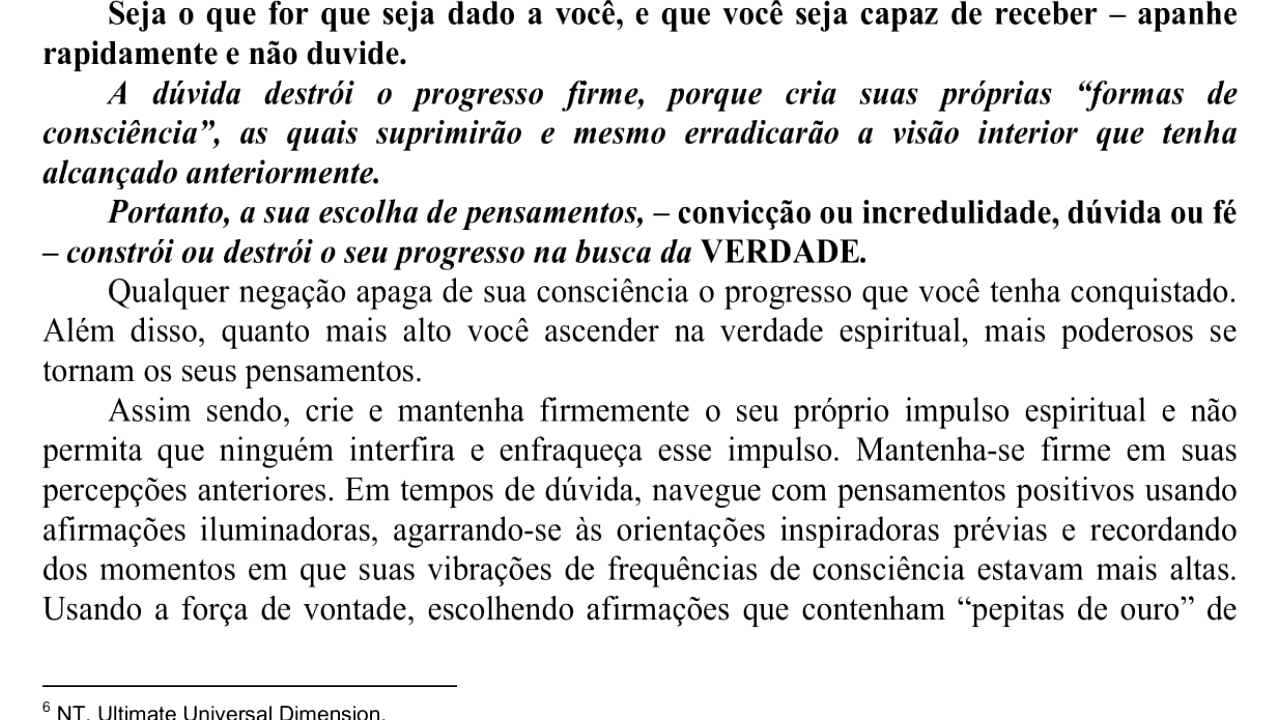 Seja o que for que seja dado a você, e que você seja capaz de receber – apanhe
rapidamente e não duvide.
A dúvida destrói o progresso firme, porque cria suas próprias “formas de
consciência”, as quais suprimirão e mesmo erradicarão a visão interior que tenha
alcançado anteriormente.
Portanto, a sua escolha de pensamentos, – convicção ou incredulidade, dúvida ou fé
– constrói ou destrói o seu progresso na busca da VERDADE.
Qualquer negação apaga de sua consciência o progresso que você tenha conquistado.
Além disso, quanto mais alto você ascender na verdade espiritual, mais poderosos se
tornam os seus pensamentos.
Assim sendo, crie e mantenha firmemente o seu próprio impulso espiritual e não
permita que ninguém interfira e enfraqueça esse impulso. Mantenha-se firme em suas
percepções anteriores. Em tempos de dúvida, navegue com pensamentos positivos usando
afirmações iluminadoras, agarrando-se às orientações inspiradoras prévias e recordando
dos momentos em que suas vibrações de frequências de consciência estavam mais altas.
Usando a força de vontade, escolhendo afirmações que contenham “pepitas de ouro” de
6 NT. Ultimate Universal Dimension.